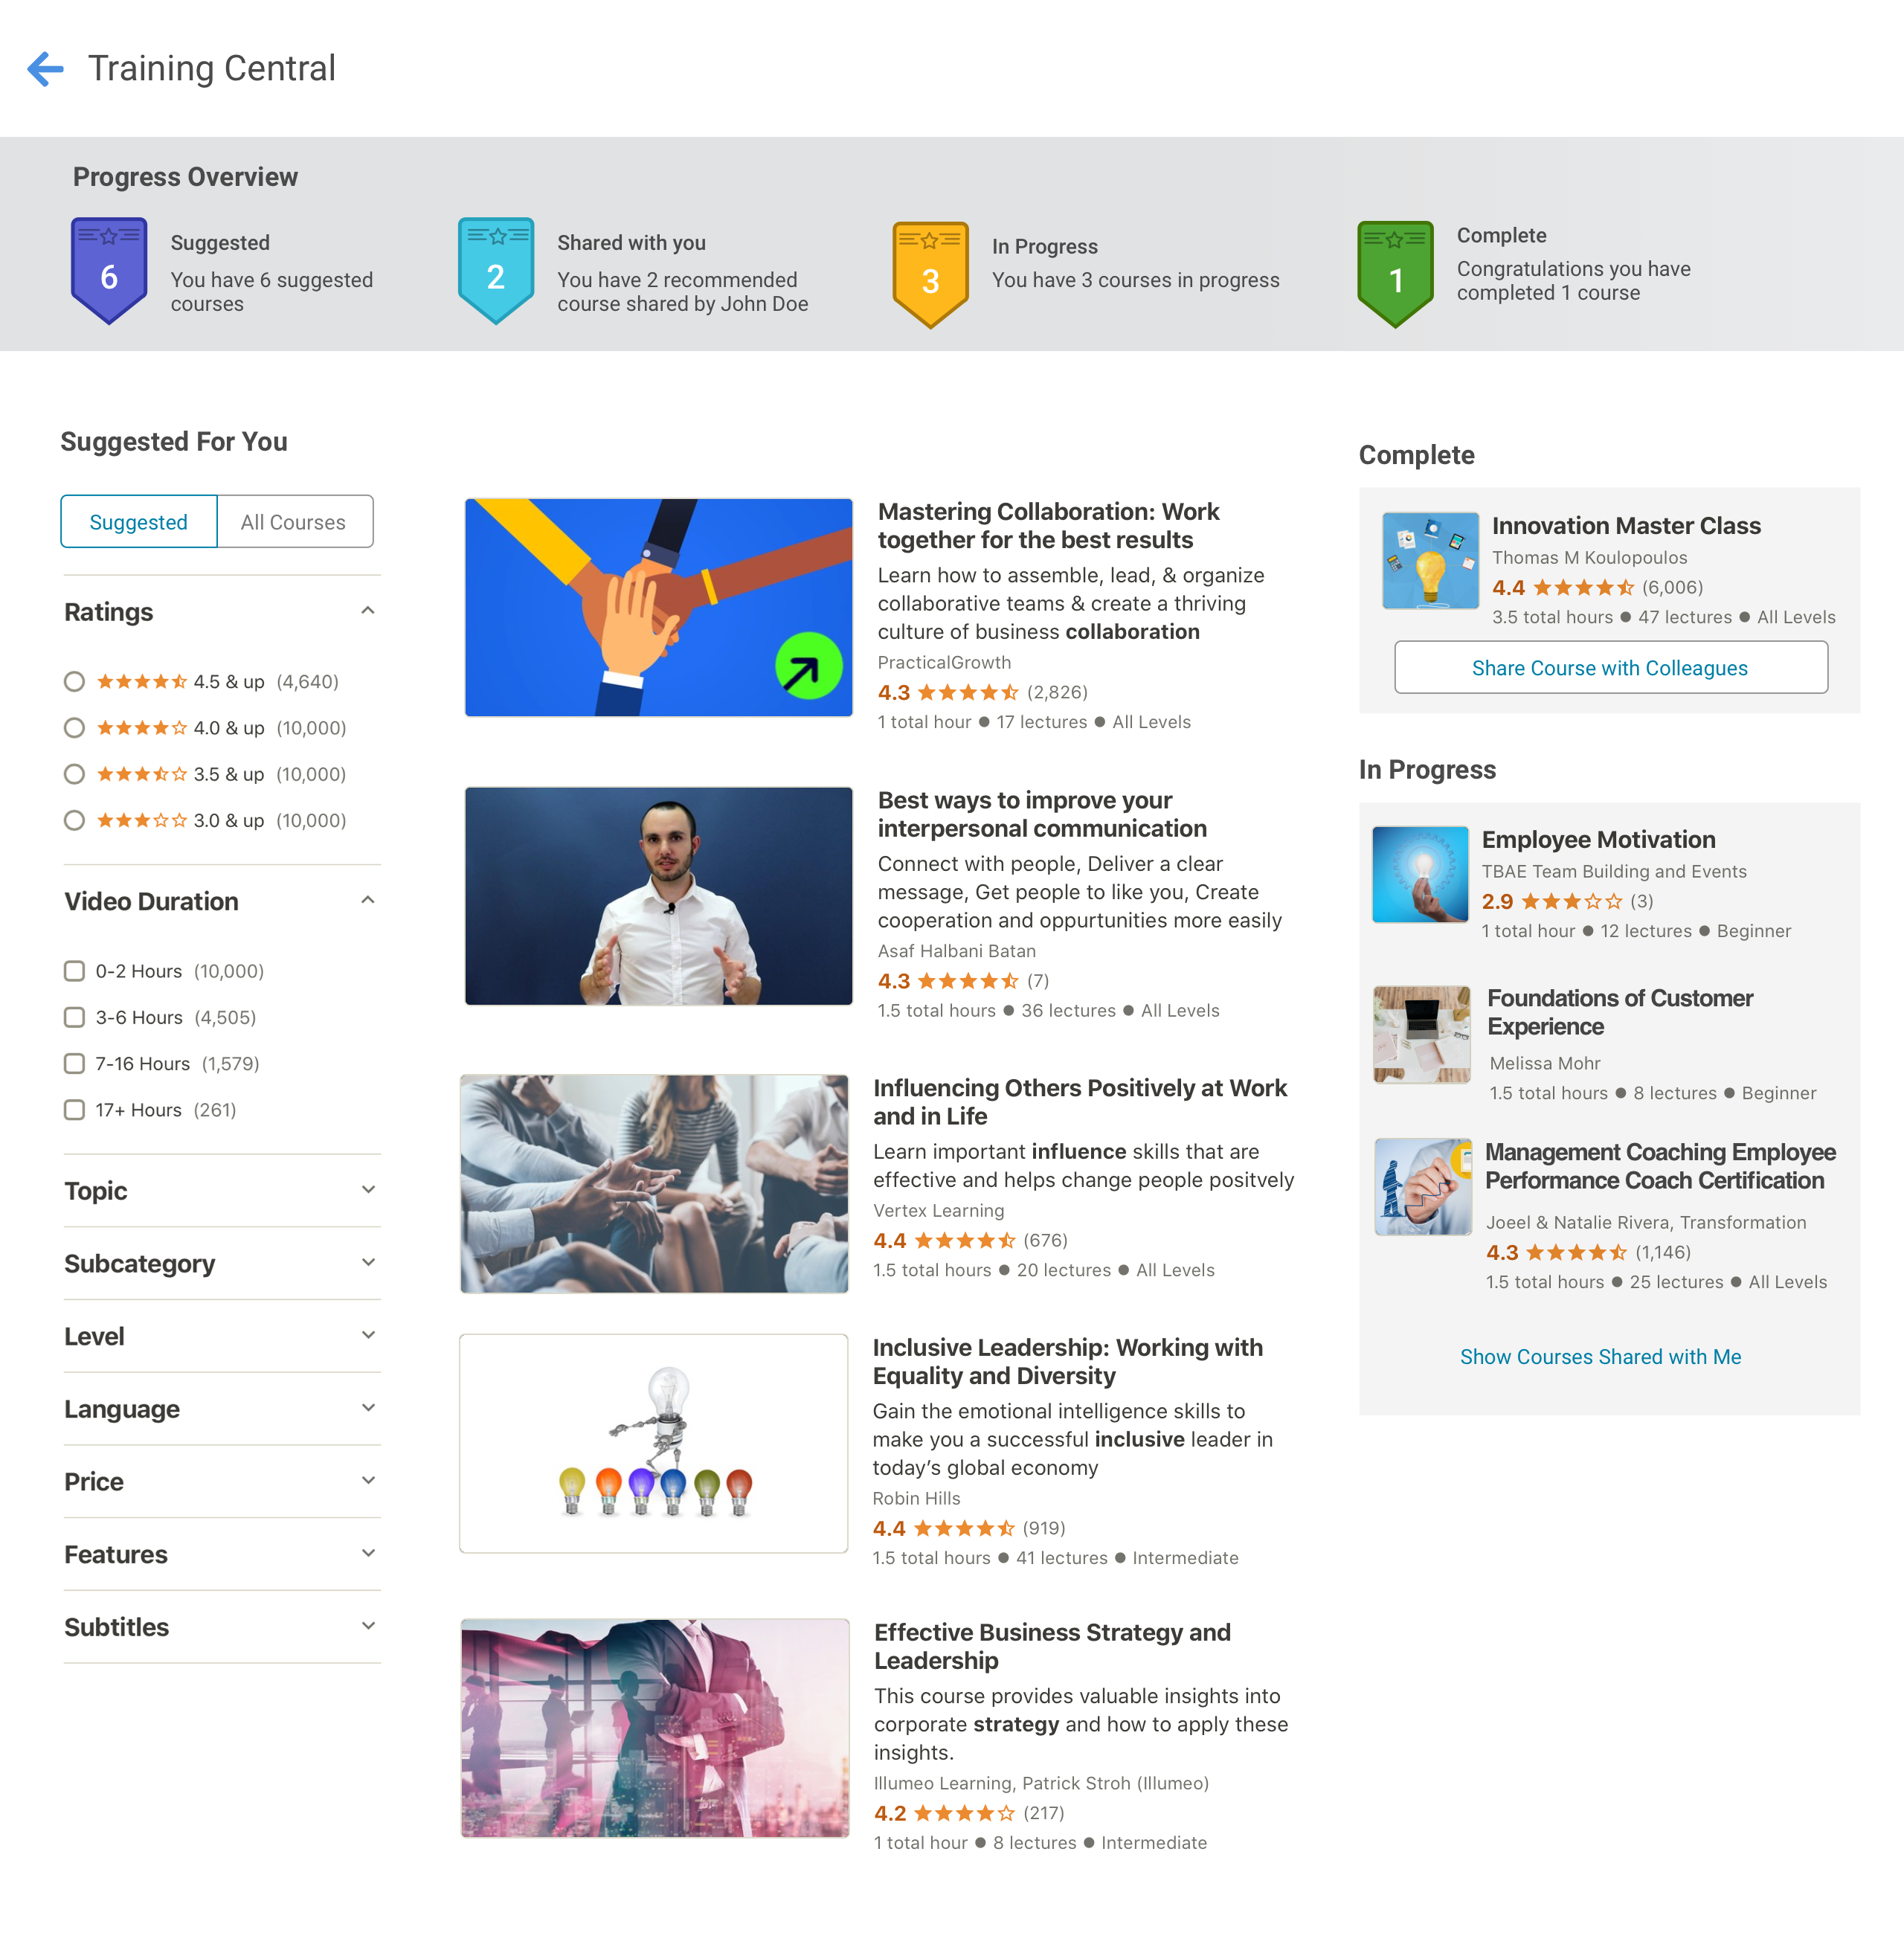 Training Central
Progress Overview
6
Suggested
You have 6 suggested
courses
2
Shared with you
You have 2 recommended
course shared by John Doe
3
In Progress
You have 3 courses in progress
1
Complete
Congratulations you have
completed 1 course
Suggested For You
Suggested
All Courses
Ratings
4.5 & up (4,640)
4.0 & up (10,000)
3.5 & up (10,000)
3.0 & up (10,000)
Video Duration
0-2 Hours (10,000)
3-6 Hours (4,505)
7-16 Hours (1,579)
17+ Hours (261)
Topic
Subcategory
Level
Language
Price
Features
Subtitles
Mastering Collaboration: Work
together for the best results
Learn how to assemble, lead, & organize
collaborative teams & create a thriving
culture of business collaboration
PracticalGrowth
4.3 (2,826)
1 total hour ● 17 lectures ● All Levels
Best ways to improve your
interpersonal communication
Connect with people, Deliver a clear
message, Get people to like you, Create
cooperation and oppurtunities more easily
Asaf Halbani Batan
4.3 (7)
1.5 total hours ● 36 lectures ● All Levels
Influencing Others Positively at Work
and in Life
Learn important influence skills that are
effective and helps change people positvely
Vertex Learning
4.4 (676)
1.5 total hours ● 20 lectures ● All Levels
Inclusive Leadership: Working with
Equality and Diversity
Gain the emotional intelligence skills to
make you a successful inclusive leader in
today's global economy
Robin Hills
4.4 (919)
1.5 total hours ● 41 lectures ● Intermediate
Effective Business Strategy and
Leadership
This course provides valuable insights into
corporate strategy and how to apply these
insights.
Illumeo Learning, Patrick Stroh (Illumeo)
4.2 (217)
1 total hour ● 8 lectures ● Intermediate
Complete
Innovation Master Class
Thomas M Koulopoulos
4.4 (6,006)
3.5 total hours ● 47 lectures ● All Levels
Share Course with Colleagues
In Progress
Employee Motivation
TBAE Team Building and Events
2.9 (3)
1 total hour ● 12 lectures ● Beginner
Foundations of Customer
Experience
Melissa Mohr
1.5 total hours ● 8 lectures ● Beginner
Management Coaching Employee
Performance Coach Certification
Joeel & Natalie Rivera, Transformation
4.3 (1,146)
1.5 total hours ● 25 lectures ● All Levels
Show Courses Shared with Me